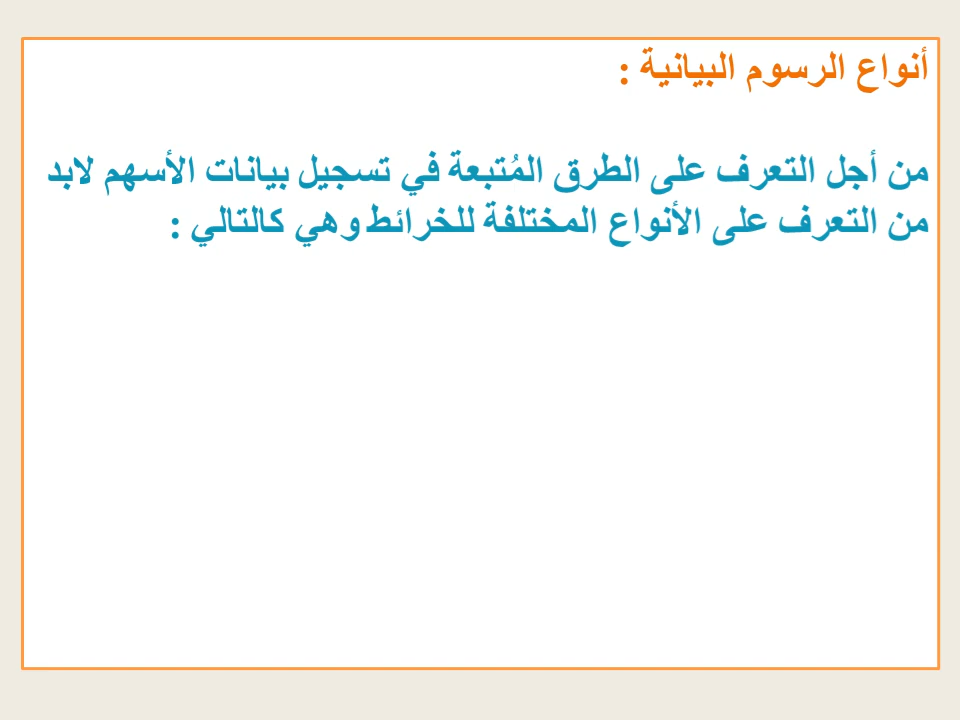 أنواع الرسوم البيانية :
من أجل التعرف على الطرق المُتبعة في تسجيل بيانات الأسهم لابد
من التعرف على الأنواع المختلفة للخرائط وهي كالتالي :